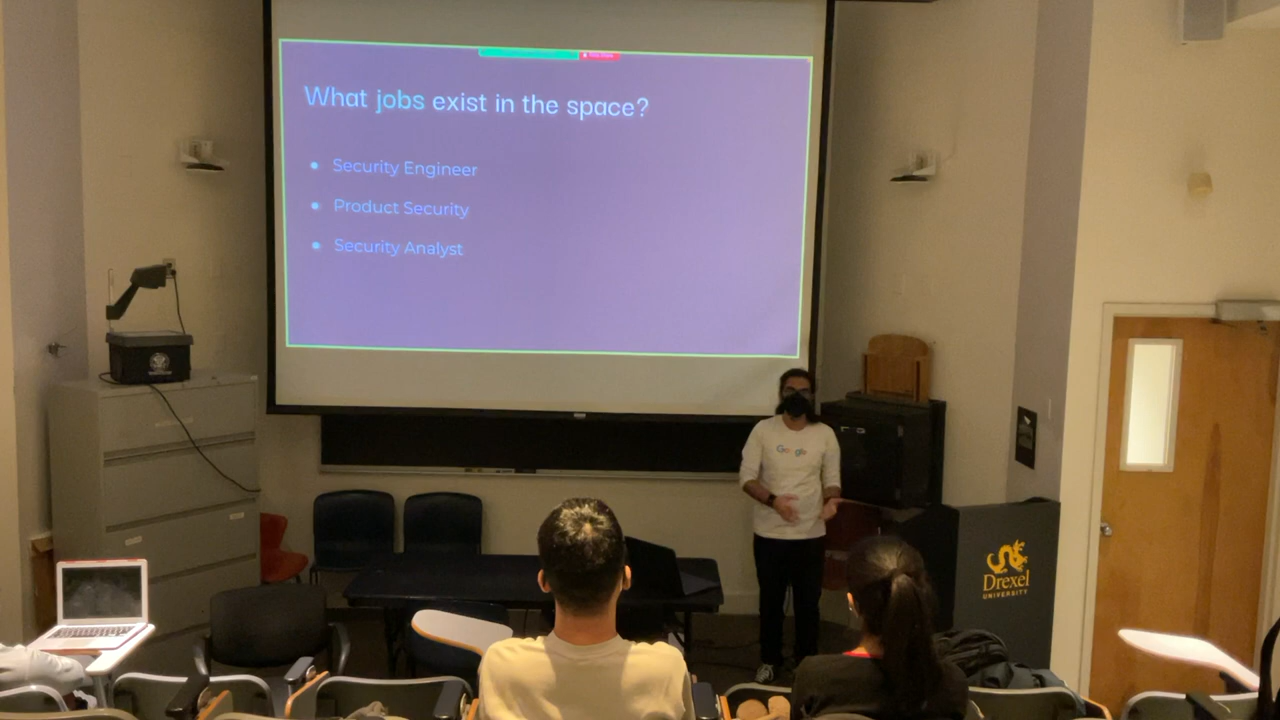 What jobs exist in the space?
Security Engineer
Product Security
Security Analyst
Google
Drexel
UNIVERSITY